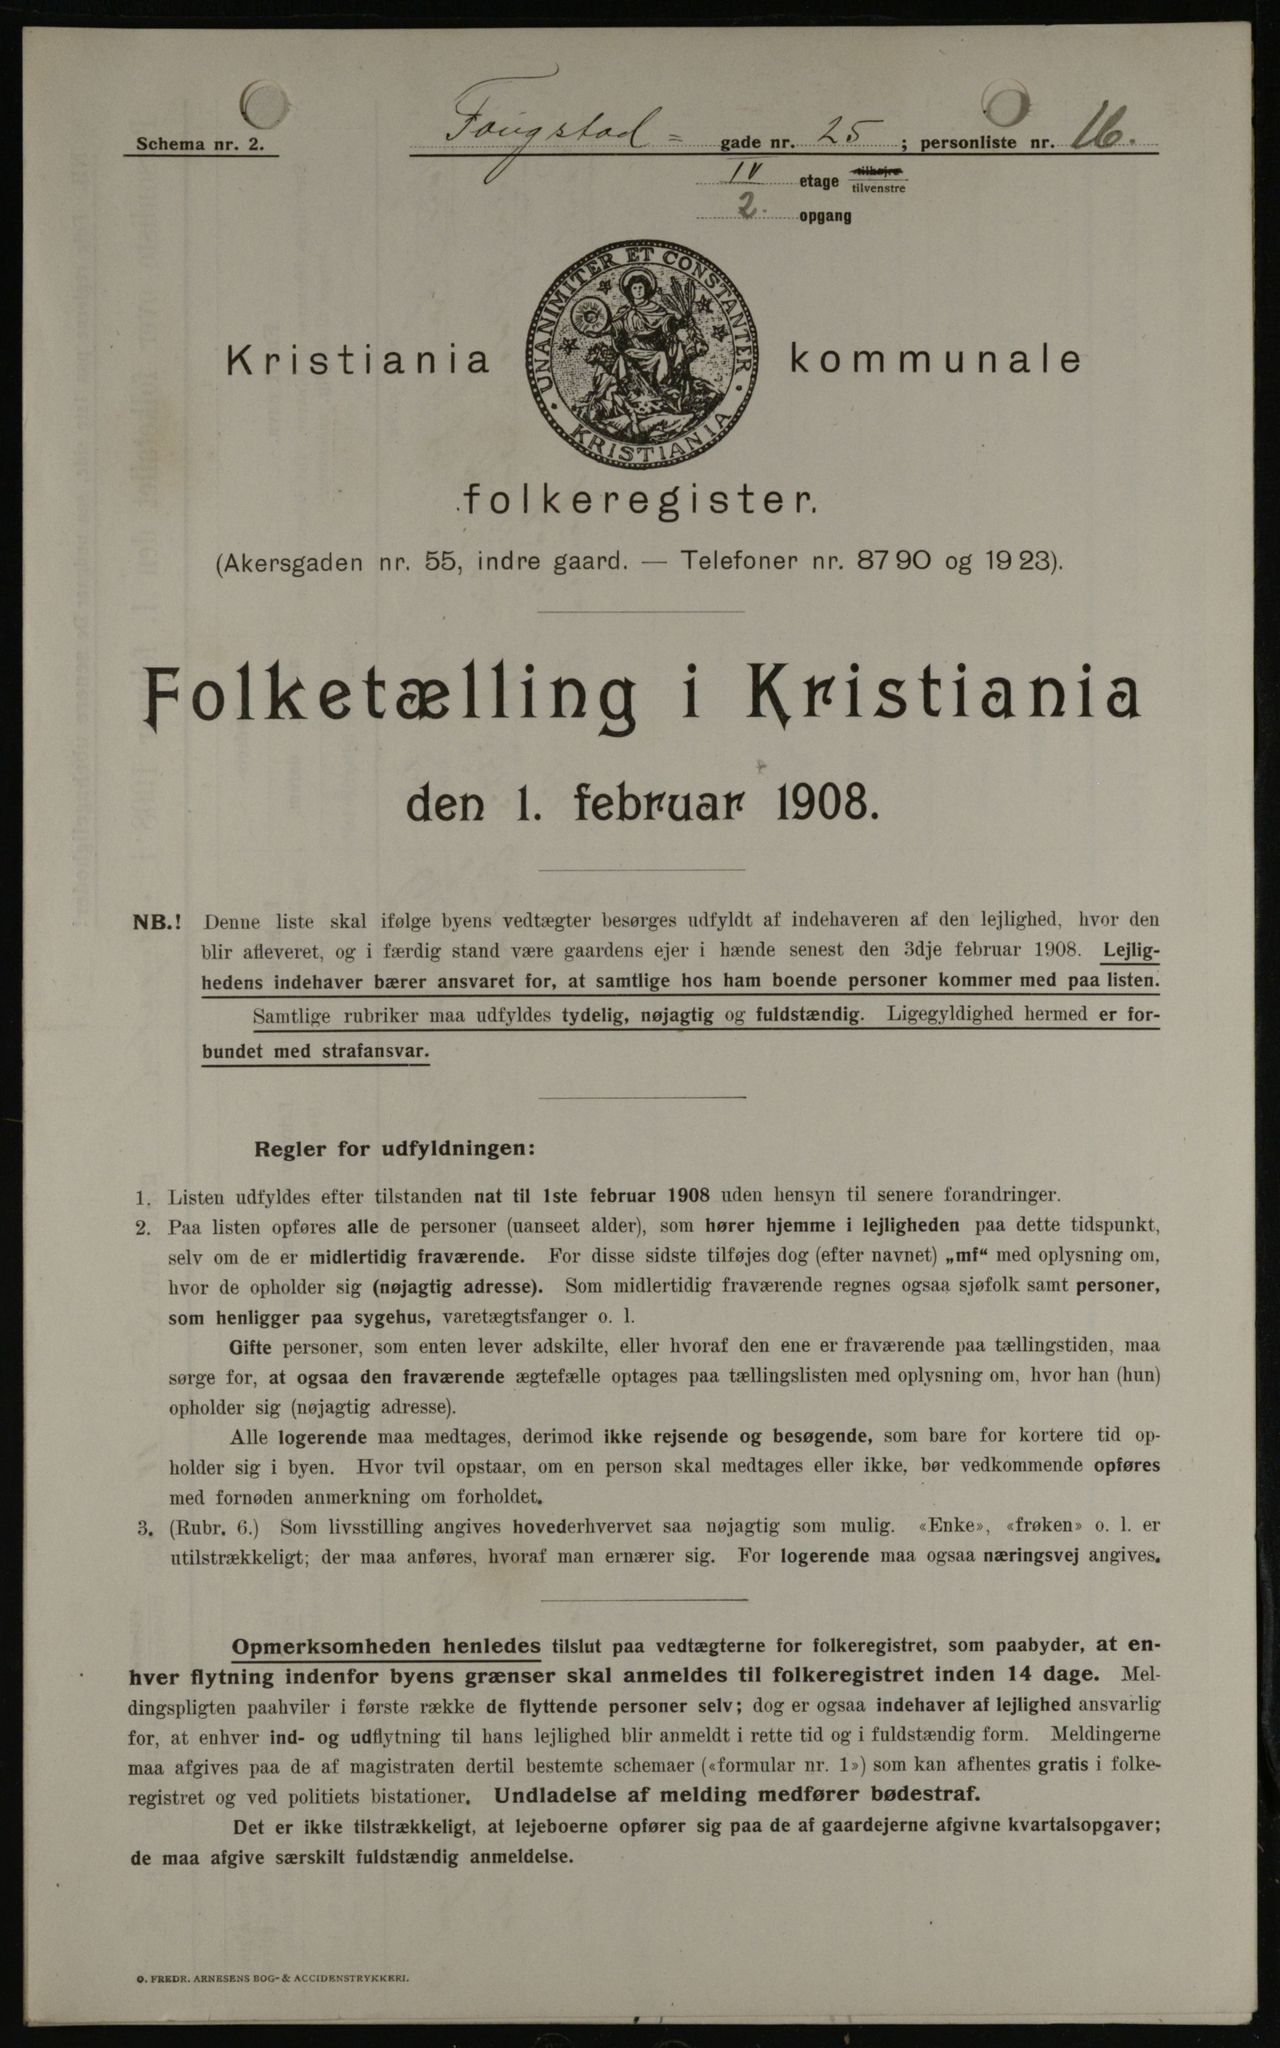 Schema nr. 2.
Fougstad= gade nr. 25 ; personliste nr. 16.
IV etage tilhøjre
tilvenstre
2. opgang
UNANIMITER ET CONSTANTER
KRISTIANIA
Kristiania kommunale
folkeregister.
(Akersgaden nr. 55, indre gaard. — Telefoner nr. 87 90 og 19 23).
Folketælling i Kristiania
den 1. februar 1908.
NB.! Denne liste skal ifølge byens vedtægter besørges udfyldt af indehaveren af den lejlighed, hvor den
blir afleveret, og i færdig stand være gaardens ejer i hænde senest den 3dje februar 1908. Lejlig-
hedens indehaver bærer ansvaret for, at samtlige hos ham boende personer kommer med paa listen.
Samtlige rubriker maa udfyldes tydelig, nøjagtig og fuldstændig. Ligegyldighed hermed er for-
bundet med strafansvar.
Regler for udfyldningen:
1. Listen udfyldes efter tilstanden nat til 1ste februar 1908 uden hensyn til senere forandringer.
2. Paa listen opføres alle de personer (uanseet alder), som hører hjemme i lejligheden paa dette tidspunkt,
selv om de er midlertidig fraværende. For disse sidste tilføjes dog (efter navnet) „mf“ med oplysning om,
hvor de opholder sig (nøjagtig adresse). Som midlertidig fraværende regnes ogsaa sjøfolk samt personer,
som henligger paa sygehus, varetægtsfanger o. l.
Gifte personer, som enten lever adskilte, eller hvoraf den ene er fraværende paa tællingstiden, maa
sørge for, at ogsaa den fraværende ægtefælle optages paa tællingslisten med oplysning om, hvor han (hun)
opholder sig (nøjagtig adresse).
Alle logerende maa medtages, derimod ikke rejsende og besøgende, som bare for kortere tid op-
holder sig i byen. Hvor tvil opstaar, om en person skal medtages eller ikke, bør vedkommende opføres
med fornøden anmerkning om forholdet.
3. (Rubr. 6.) Som livsstilling angives hovederhvervet saa nøjagtig som mulig. «Enke», «frøken» o. l. er
utilstrækkeligt; der maa anføres, hvoraf man ernærer sig. For logerende maa ogsaa næringsvej angives.
Opmerksomheden henledes tilslut paa vedtægterne for folkeregistret, som paabyder, at en-
hver flytning indenfor byens grænser skal anmeldes til folkeregistret inden 14 dage. Mel-
dingspligten paahviler i første række de flyttende personer selv; dog er ogsaa indehaver af lejlighed ansvarlig
for, at enhver ind- og udflytning til hans lejlighed blir anmeldt i rette tid og i fuldstændig form. Meldingerne
maa afgives paa de af magistraten dertil bestemte schemaer («formular nr. 1») som kan afhentes gratis i folke-
registret og ved politiets bistationer. Undladelse af melding medfører bødestraf.
Det er ikke tilstrækkeligt, at lejeboerne opfører sig paa de af gaardejerne afgivne kvartalsopgaver;
de maa afgive særskilt fuldstændig anmeldelse.
O. FREDR. ARNESENS BOG- & ACCIDENSTRYKKERI.